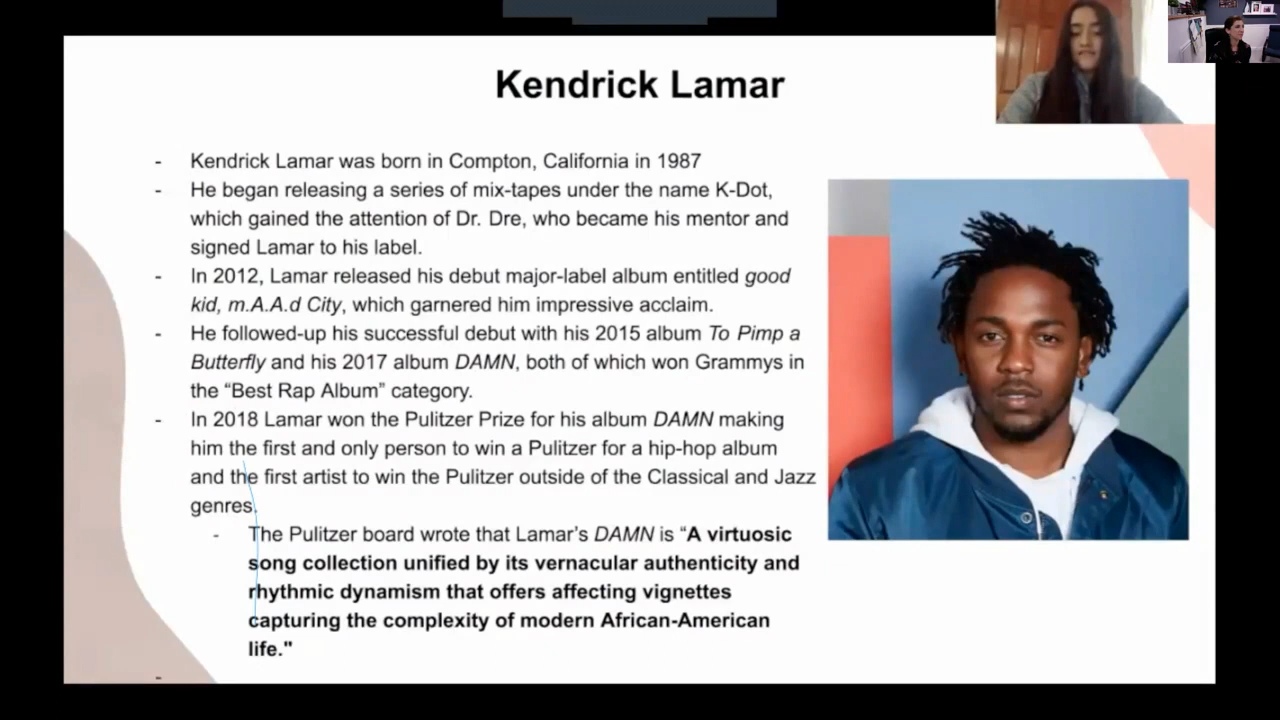 Kendrick Lamar
- Kendrick Lamar was born in Compton, California in 1987
- He began releasing a series of mix-tapes under the name K-Dot,
which gained the attention of Dr. Dre, who became his mentor and
signed Lamar to his label.
- In 2012, Lamar released his debut major-label album entitled good
kid, m.A.A.d City, which garnered him impressive acclaim.
- He followed-up his successful debut with his 2015 album To Pimp a
Butterfly and his 2017 album DAMN, both of which won Grammys in
the “Best Rap Album” category.
- In 2018 Lamar won the Pulitzer Prize for his album DAMN making
him the first and only person to win a Pulitzer for a hip-hop album
and the first artist to win the Pulitzer outside of the Classical and Jazz
genres.
- The Pulitzer board wrote that Lamar’s DAMN is “A virtuosic
song collection unified by its vernacular authenticity and
rhythmic dynamism that offers affecting vignettes
capturing the complexity of modern African-American
life."
-